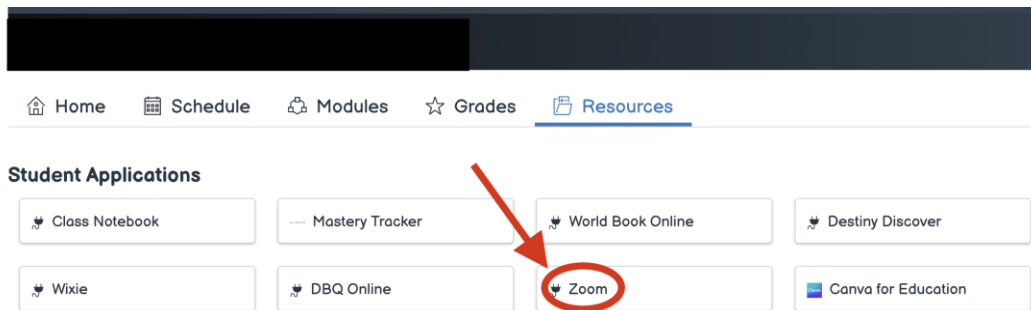 Home Schedule Modules Grades Resources
Student Applications
Class Notebook Mastery Tracker World Book Online Destiny Discover
Wixie DBQ Online Zoom Canva for Education